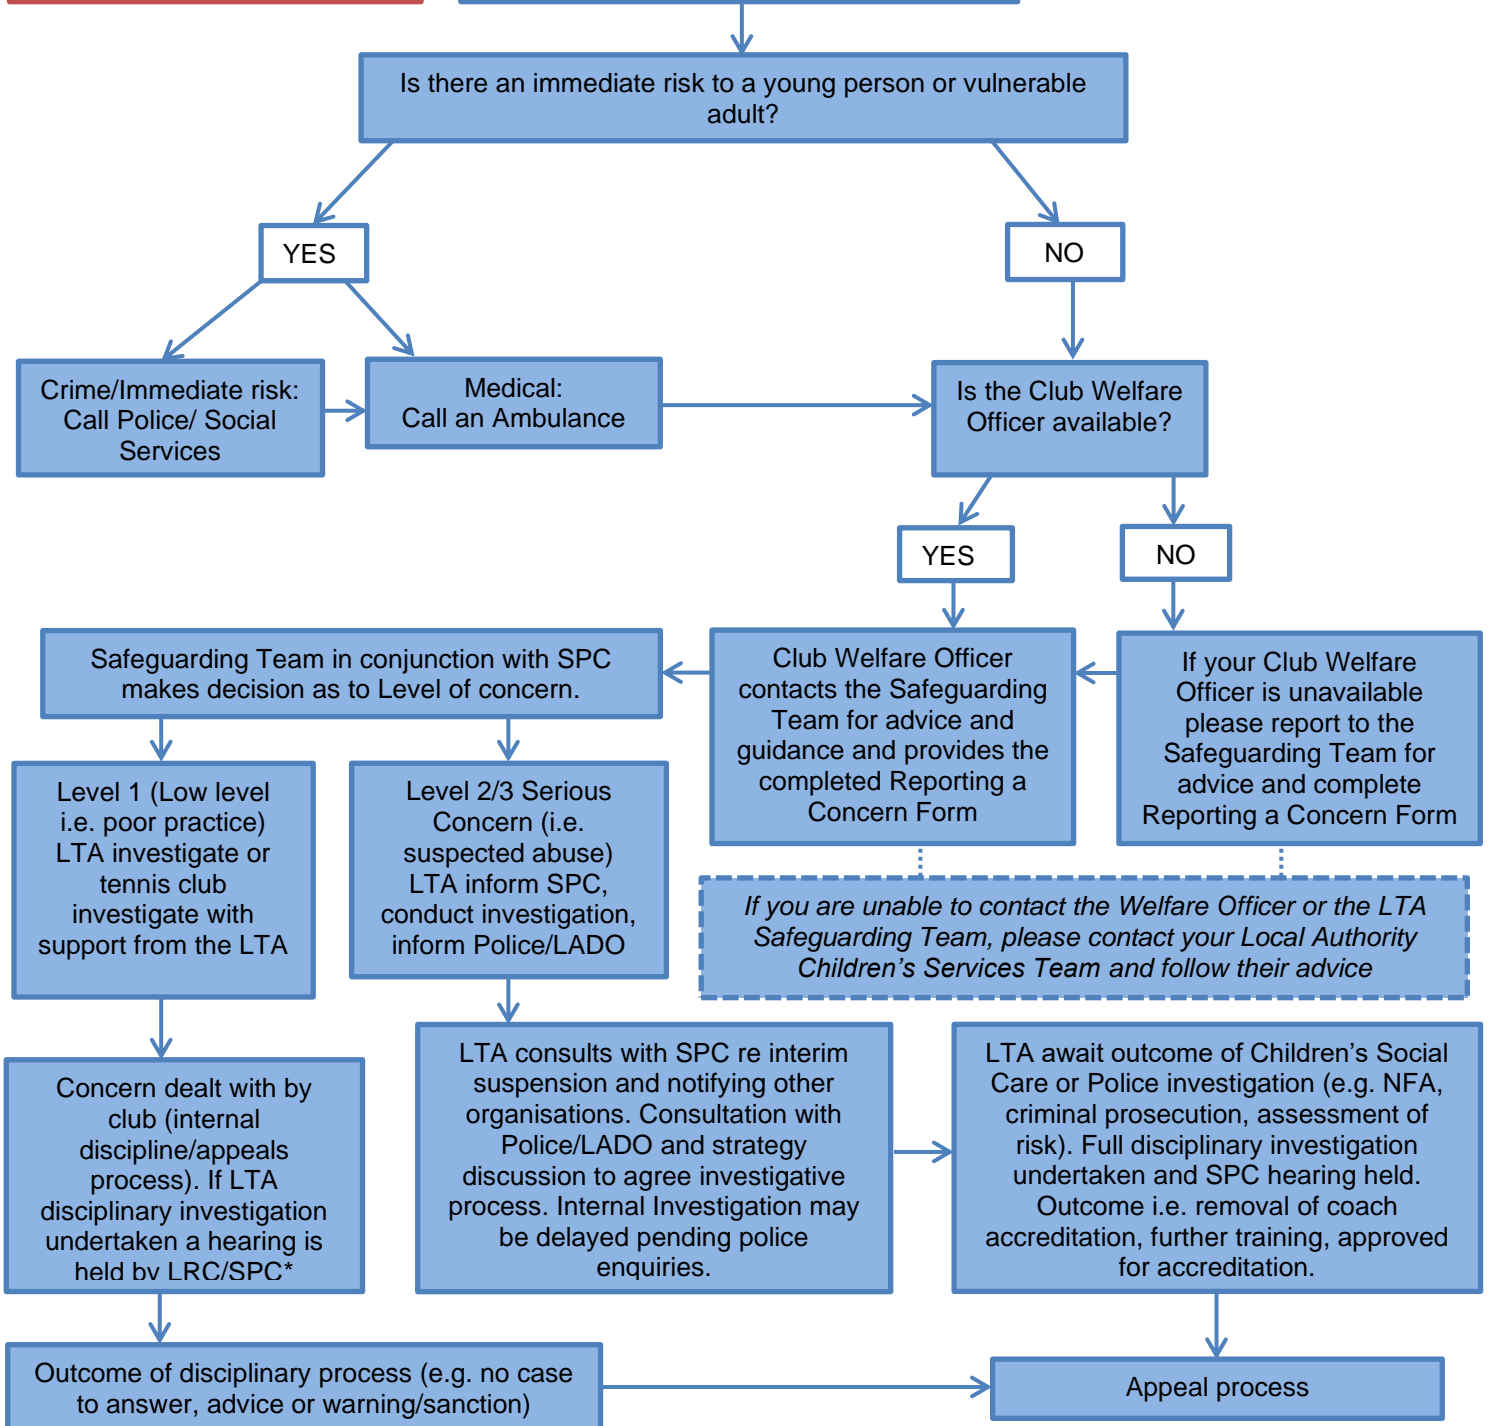 Is there an immediate risk to a young person or vulnerable
adult?
YES
NO
Crime/Immediate risk:
Call Police/ Social
Services
Medical:
Call an Ambulance
Is the Club Welfare
Officer available?
YES
NO
Safeguarding Team in conjunction with SPC
makes decision as to Level of concern.
Club Welfare Officer
contacts the Safeguarding
Team for advice and
guidance and provides the
completed Reporting a
Concern Form
If your Club Welfare
Officer is unavailable
please report to the
Safeguarding Team for
advice and complete
Reporting a Concern Form
Level 1 (Low level
i.e. poor practice)
LTA investigate or
tennis club
investigate with
support from the LTA
Level 2/3 Serious
Concern (i.e.
suspected abuse)
LTA inform SPC,
conduct investigation,
inform Police/LADO
If you are unable to contact the Welfare Officer or the LTA
Safeguarding Team, please contact your Local Authority
Children’s Services Team and follow their advice
Concern dealt with by
club (internal
discipline/appeals
process). If LTA
disciplinary investigation
undertaken a hearing is
held by LRC/SPC*
LTA consults with SPC re interim
suspension and notifying other
organisations. Consultation with
Police/LADO and strategy
discussion to agree investigative
process. Internal Investigation may
be delayed pending police
enquiries.
LTA await outcome of Children’s Social
Care or Police investigation (e.g. NFA,
criminal prosecution, assessment of
risk). Full disciplinary investigation
undertaken and SPC hearing held.
Outcome i.e. removal of coach
accreditation, further training, approved
for accreditation.
Outcome of disciplinary process (e.g. no case
to answer, advice or warning/sanction)
Appeal process